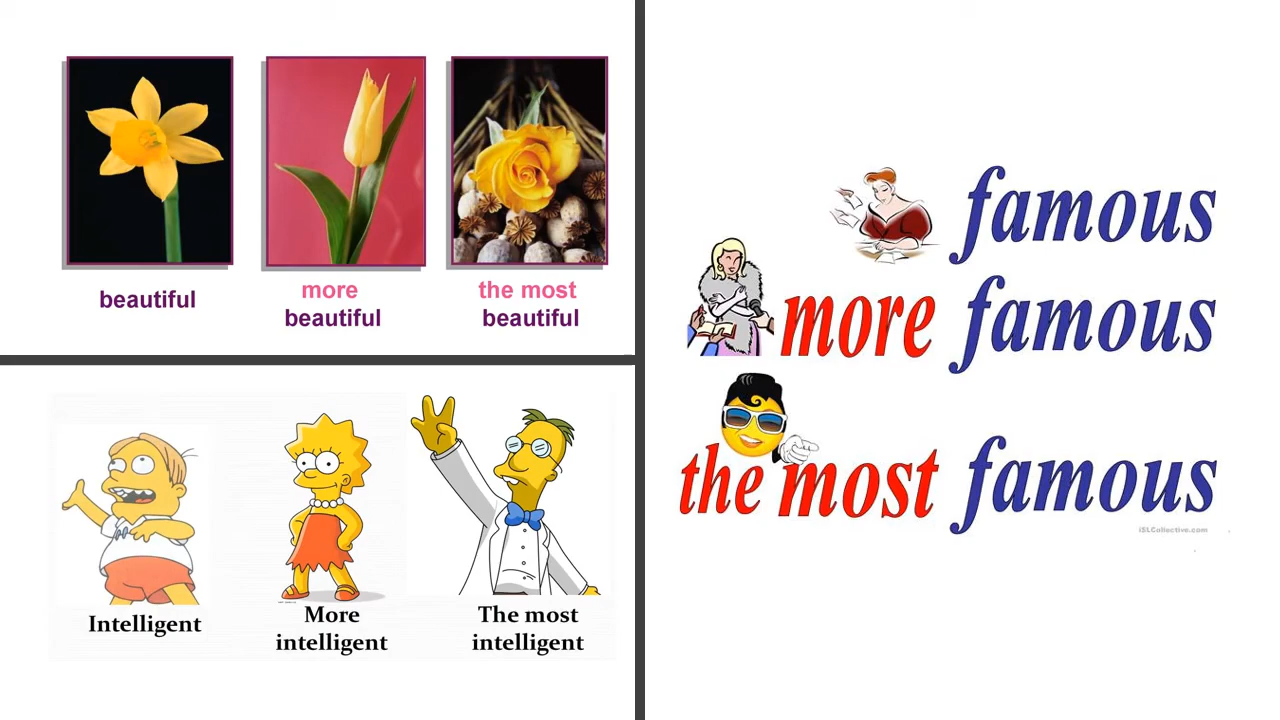 beautiful
more
beautiful
the most
beautiful
Intelligent
More
intelligent
The most
intelligent
famous
more famous
the most famous
iSLCollective.com